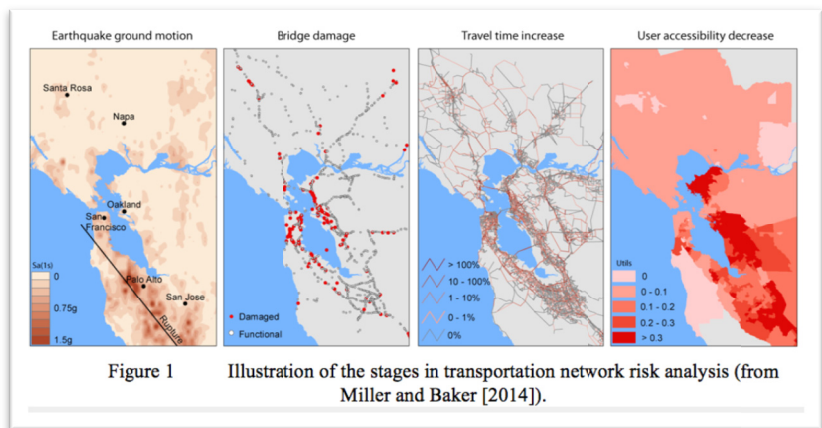 Earthquake ground motion
Bridge damage
Travel time increase
User accessibility decrease
Santa Rosa
Napa
Oakland
San
Francisco
Sa(1s)
0
0.75g
1.5g
Palo Alto
San Jose
Rupture
Damaged
Functional
> 100%
10 - 100%
1 - 10%
0 - 1%
0%
Utils
0
0 - 0.1
0.1 - 0.2
0.2 - 0.3
> 0.3
Figure 1 Illustration of the stages in transportation network risk analysis (from
Miller and Baker [2014]).